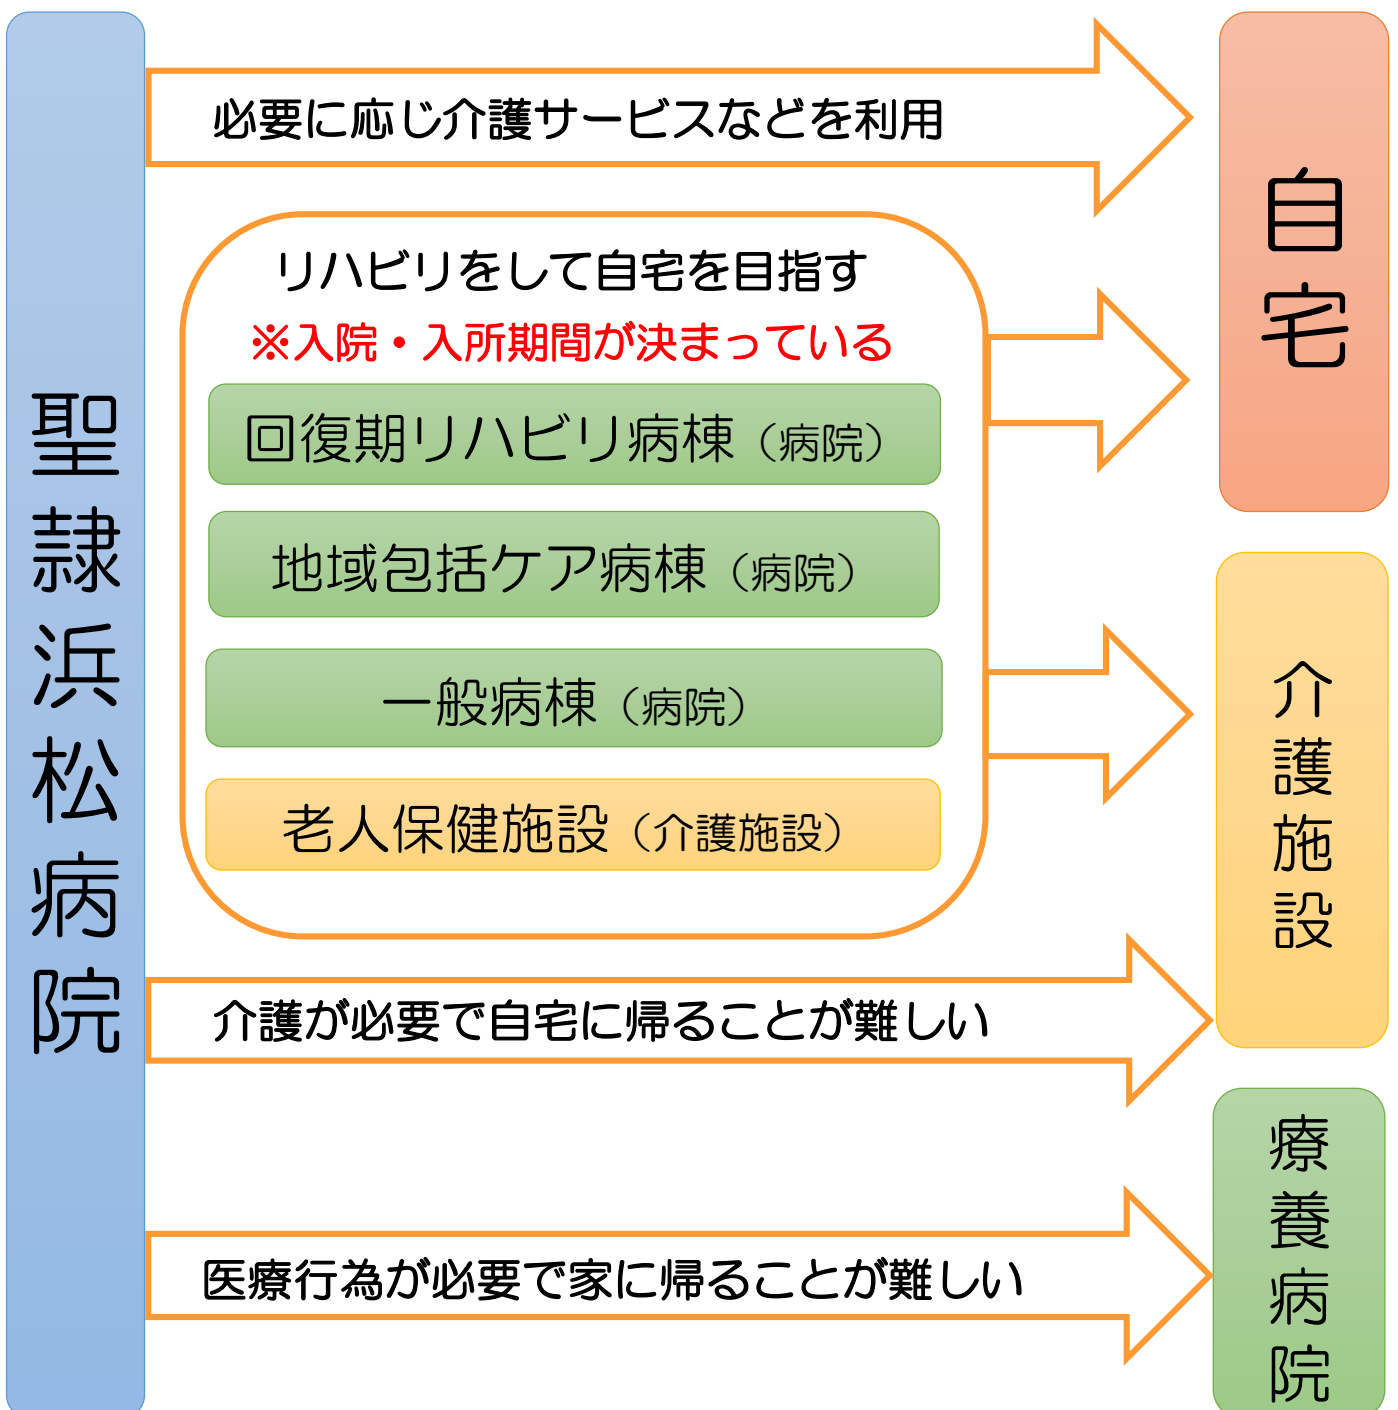 聖隷浜松病院
必要に応じ介護サービスなどを利用
リハビリをして自宅を目指す
※入院・入所期間が決まっている
回復期リハビリ病棟（病院）
地域包括ケア病棟（病院）
一般病棟（病院）
老人保健施設（介護施設）
介護が必要で自宅に帰ることが難しい
医療行為が必要で家に帰ることが難しい
自宅
介護施設
療養病院